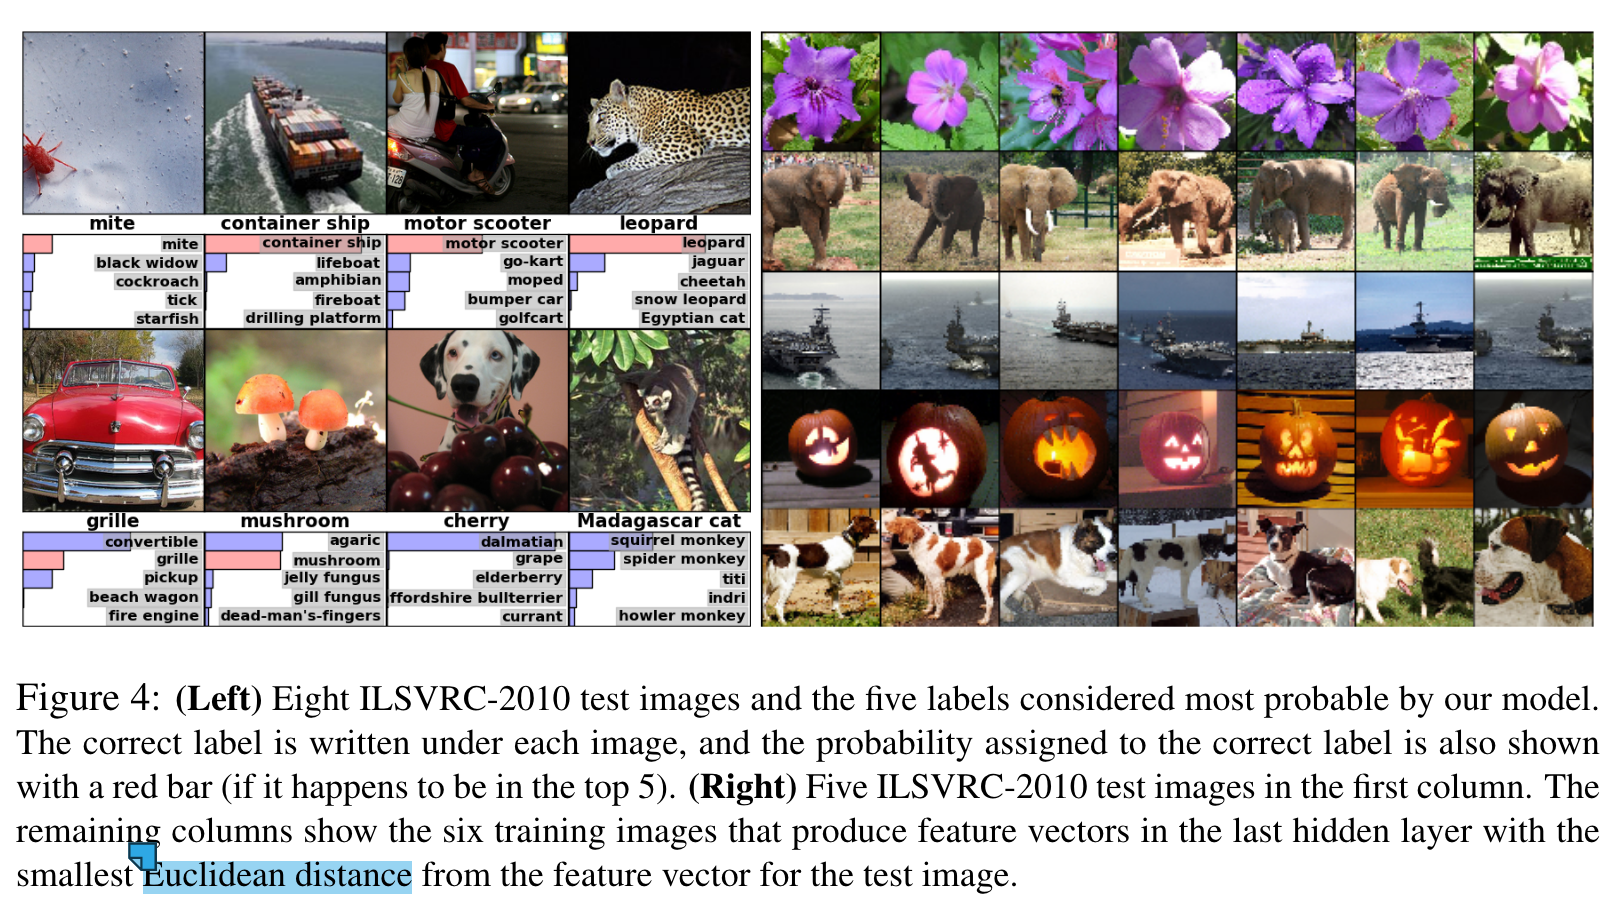 mite
container ship
motor scooter
leopard
mite
black widow
cockroach
tick
starfish
container ship
lifeboat
amphibian
fireboat
drilling platform
motor scooter
go-kart
moped
bumper car
golfcart
leopard
jaguar
cheetah
snow leopard
Egyptian cat
grille
mushroom
cherry
Madagascar cat
convertible
grille
pickup
beach wagon
fire engine
agaric
mushroom
jelly fungus
gill fungus
dead-man's-fingers
dalmatian
grape
elderberry
ffordshire bullterrier
currant
squirrel monkey
spider monkey
titi
indri
howler monkey
Figure 4: (Left) Eight ILSVRC-2010 test images and the five labels considered most probable by our model.
The correct label is written under each image, and the probability assigned to the correct label is also shown
with a red bar (if it happens to be in the top 5). (Right) Five ILSVRC-2010 test images in the first column. The
remaining columns show the six training images that produce feature vectors in the last hidden layer with the
smallest Euclidean distance from the feature vector for the test image.